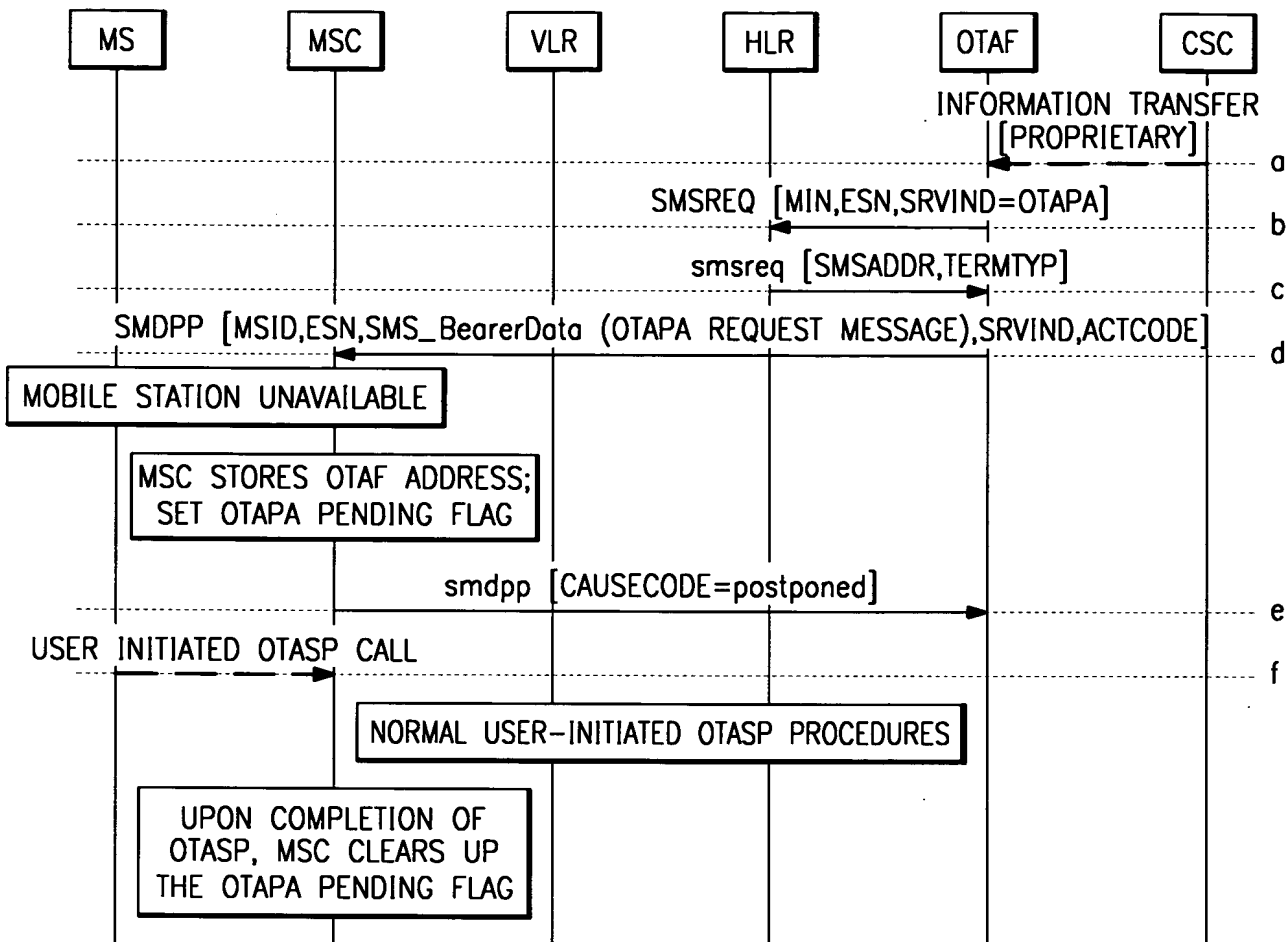 MS MSC VLR HLR OTAF CSC
INFORMATION TRANSFER
[PROPRIETARY]
a
SMSREQ [MIN,ESN,SRVIND=OTAPA]
b
smsreq [SMSADDR,TERMTYP]
c
SMDPP [MSID,ESN,SMS_BearerData (OTAPA REQUEST MESSAGE),SRVIND,ACTCODE]
d
MOBILE STATION UNAVAILABLE
MSC STORES OTAF ADDRESS;
SET OTAPA PENDING FLAG
smdpp [CAUSECODE=postponed]
e
USER INITIATED OTASP CALL
f
NORMAL USER-INITIATED OTASP PROCEDURES
UPON COMPLETION OF
OTASP, MSC CLEARS UP
THE OTAPA PENDING FLAG